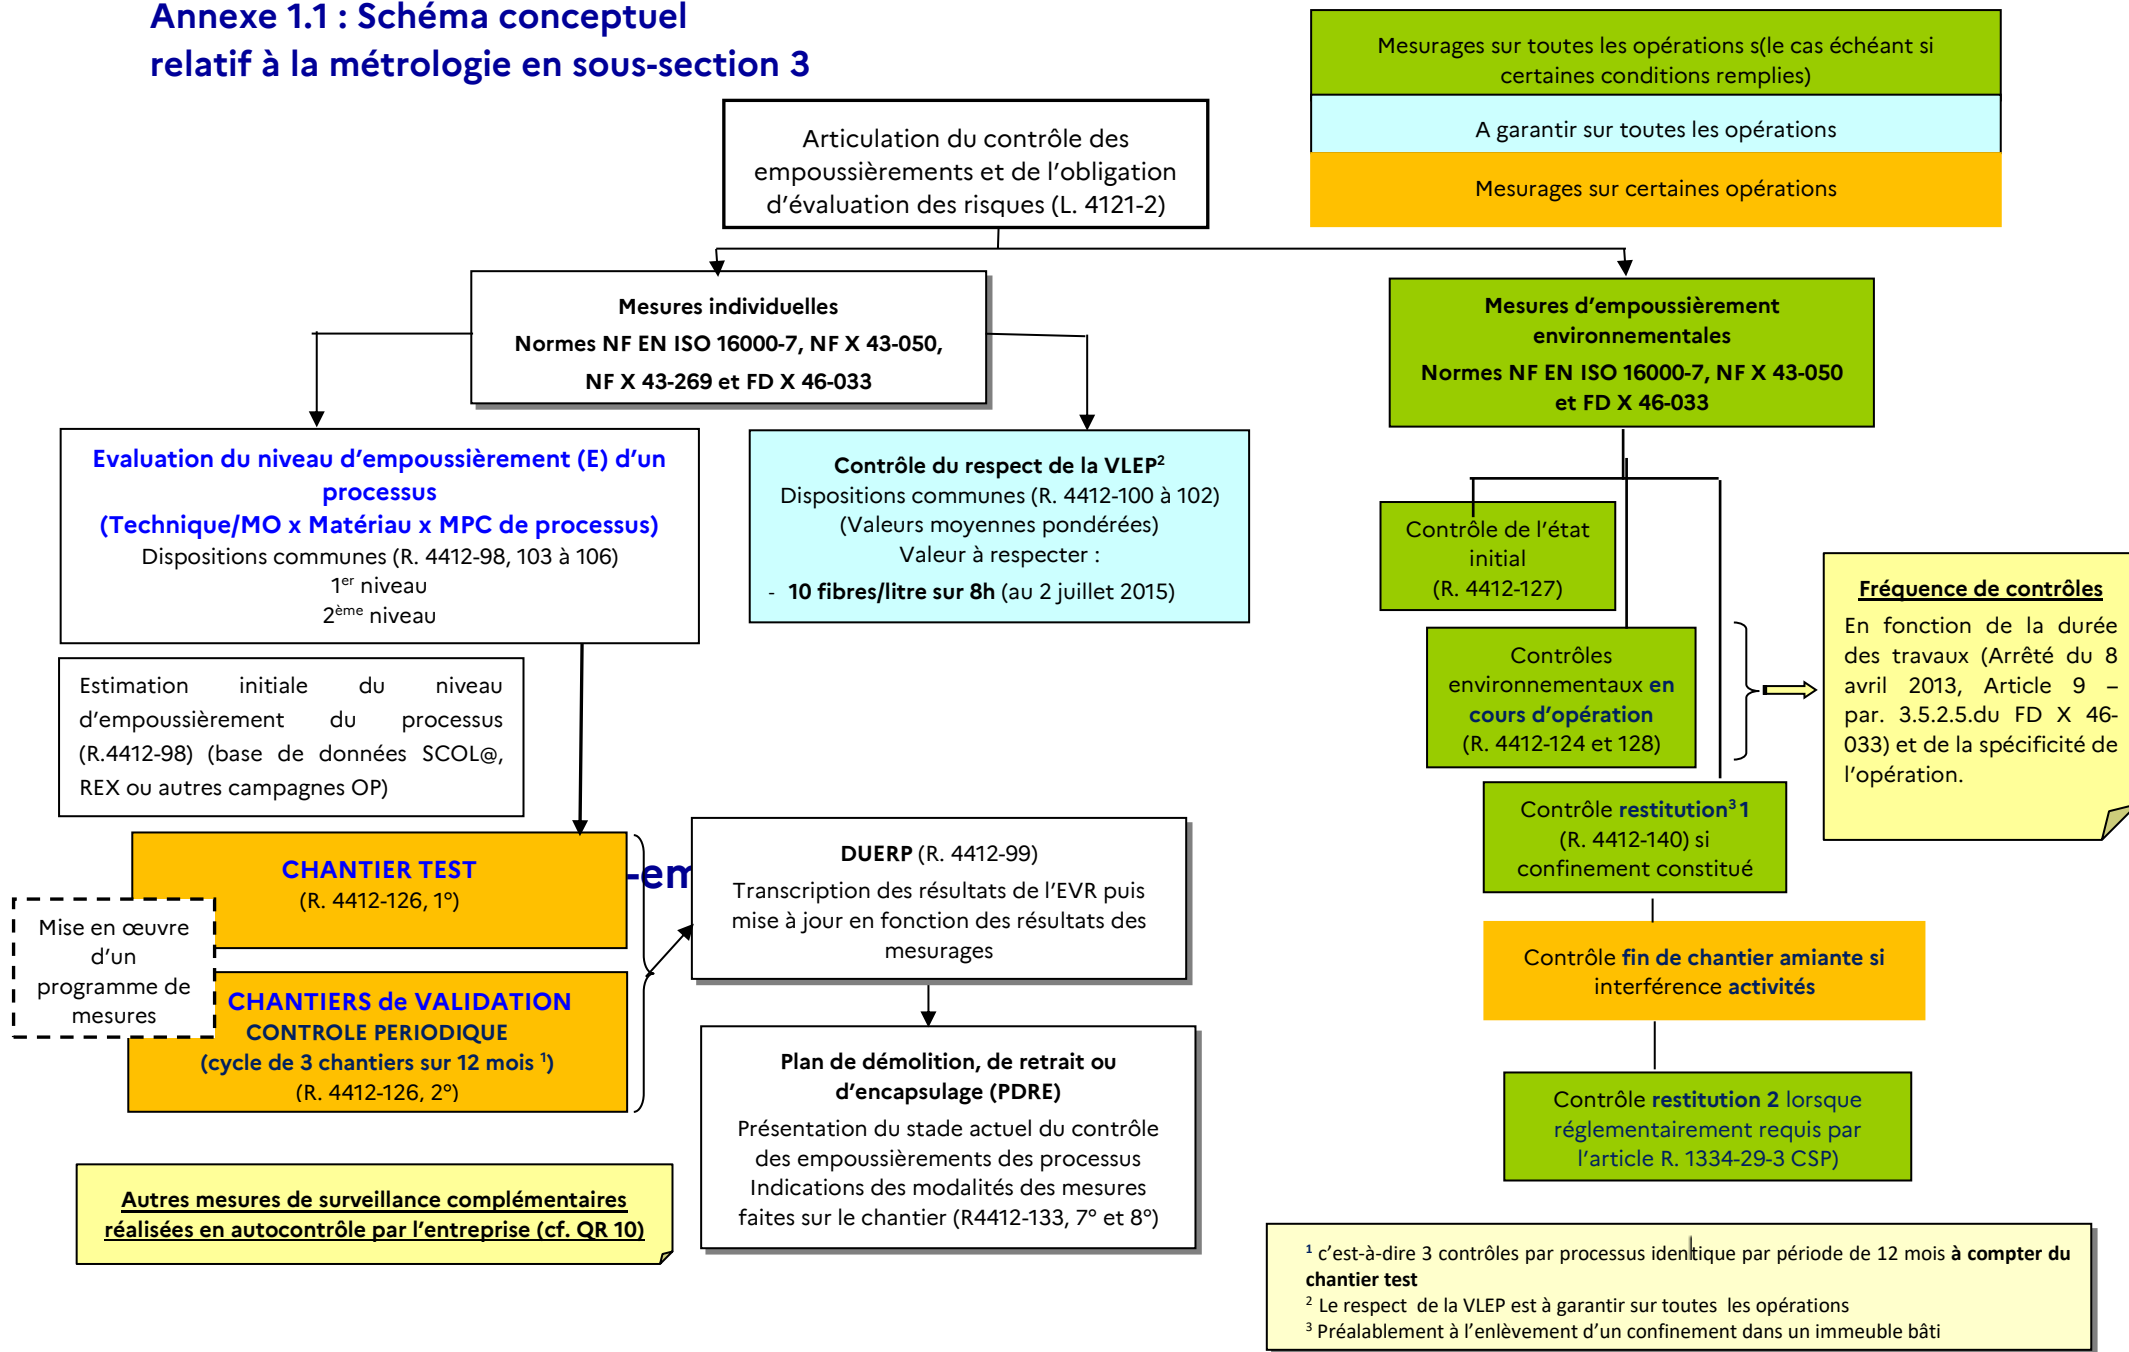 Annexe 1.1 : Schéma conceptuel
relatif à la métrologie en sous-section 3
Mesurages sur toutes les opérations s(le cas échéant si
certaines conditions remplies)
A garantir sur toutes les opérations
Mesurages sur certaines opérations
Articulation du contrôle des
empoussièrements et de l'obligation
d'évaluation des risques (L. 4121-2)
Mesures individuelles
Normes NF EN ISO 16000-7, NF X 43-050,
NF X 43-269 et FD X 46-033
Mesures d'empoussièrement
environnementales
Normes NF EN ISO 16000-7, NF X 43-050
et FD X 46-033
Evaluation du niveau d'empoussièrement (E) d'un
processus
(Technique/MO x Matériau x MPC de processus)
Dispositions communes (R. 4412-98, 103 à 106)
1er niveau
2ème niveau
Contrôle du respect de la VLEP2
Dispositions communes (R. 4412-100 à 102)
(Valeurs moyennes pondérées)
Valeur à respecter :
- 10 fibres/litre sur 8h (au 2 juillet 2015)
Contrôle de l'état
initial
(R. 4412-127)
Contrôles
environnementaux en
cours d'opération
(R. 4412-124 et 128)
Fréquence de contrôles
En fonction de la durée
des travaux (Arrêté du 8
avril 2013, Article 9 –
par. 3.5.2.5.du FD X 46-
033) et de la spécificité de
l'opération.
Estimation initiale du niveau
d'empoussièrement du processus
(R.4412-98) (base de données SCOL@,
REX ou autres campagnes OP)
Contrôle restitution3 1
(R. 4412-140) si
confinement constitué
CHANTIER TEST
(R. 4412-126, 1°)
-em
DUERP (R. 4412-99)
Transcription des résultats de l'EVR puis
mise à jour en fonction des résultats des
mesurages
Mise en œuvre
d'un
programme de
mesures
Contrôle fin de chantier amiante si
interférence activités
CHANTIERS de VALIDATION
CONTROLE PERIODIQUE
(cycle de 3 chantiers sur 12 mois 1)
(R. 4412-126, 2°)
Plan de démolition, de retrait ou
d'encapsulage (PDRE)
Présentation du stade actuel du contrôle
des empoussièrements des processus
Indications des modalités des mesures
faites sur le chantier (R4412-133, 7° et 8°)
Contrôle restitution 2 lorsque
réglementairement requis par
l'article R. 1334-29-3 CSP)
Autres mesures de surveillance complémentaires
réalisées en autocontrôle par l'entreprise (cf. QR 10)
1 c'est-à-dire 3 contrôles par processus identique par période de 12 mois à compter du
chantier test
2 Le respect de la VLEP est à garantir sur toutes les opérations
3 Préalablement à l'enlèvement d'un confinement dans un immeuble bâti